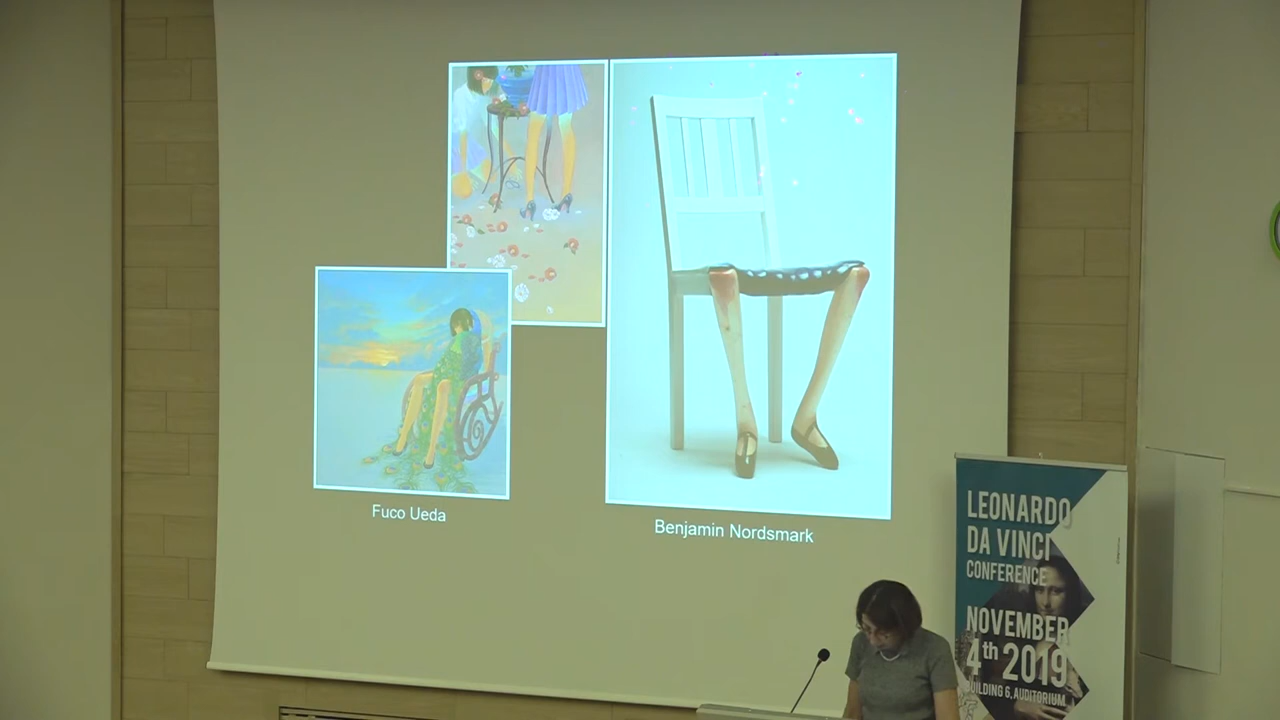 Fuco Ueda
Benjamin Nordsmark
LEONARDO
DA VINCI
CONFERENCE
NOVEMBER
4th 2019
BUILDING 6, AUDITORIUM